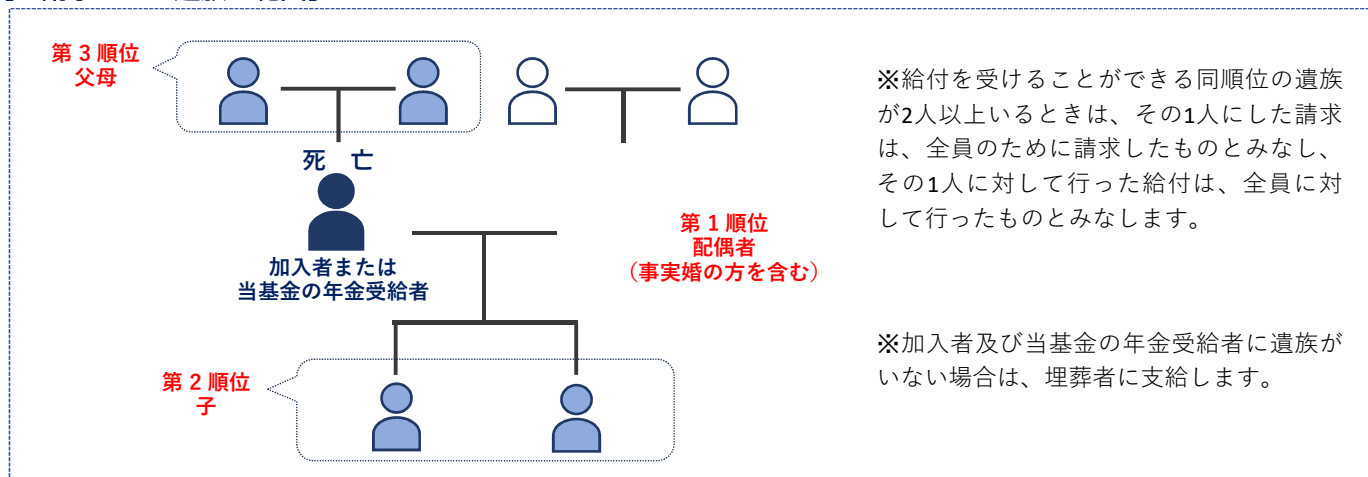 第3順位
父母
死　亡
加入者または
当基金の年金受給者
第1順位
配偶者
（事実婚の方を含む）
第2順位
子
※給付を受けることができる同順位の遺族
が2人以上いるときは、その1人にした請求
は、全員のために請求したものとみなし、
その1人に対して行った給付は、全員に対
して行ったものとみなします。
※加入者及び当基金の年金受給者に遺族が
いない場合は、埋葬者に支給します。